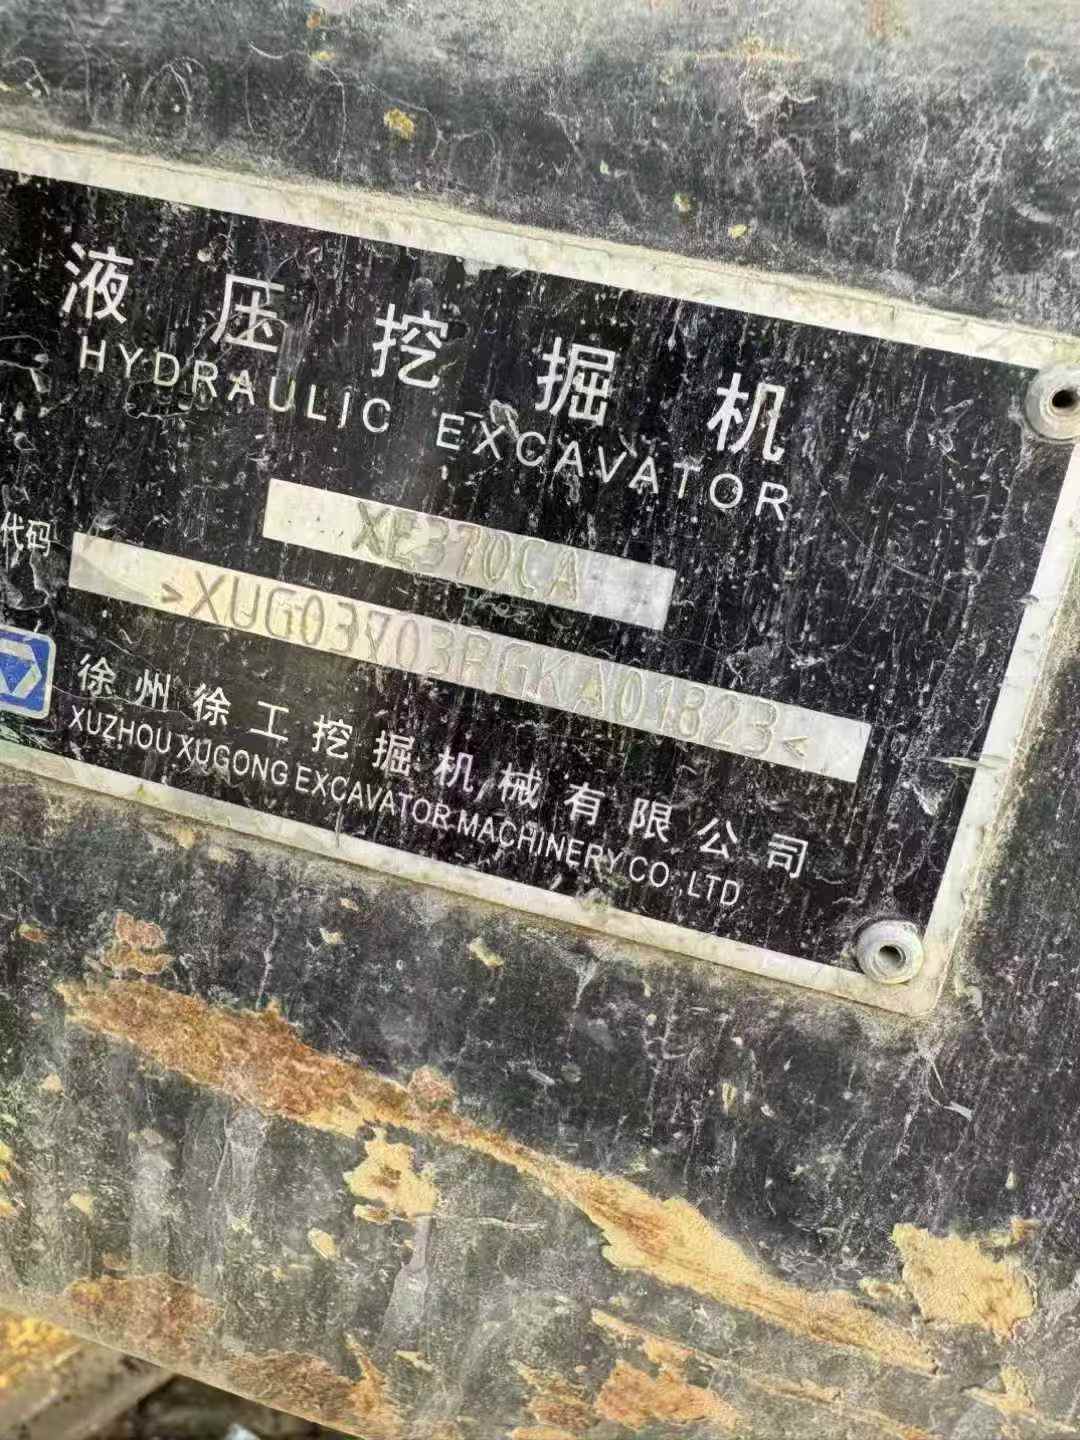 液压挖掘机
HYDRAULIC EXCAVATOR
XE370CA
代码
>XUG03703RGKA01823<
徐州徐工挖掘机械有限公司
XUZHOU XUGONG EXCAVATOR MACHINERY CO.,LTD